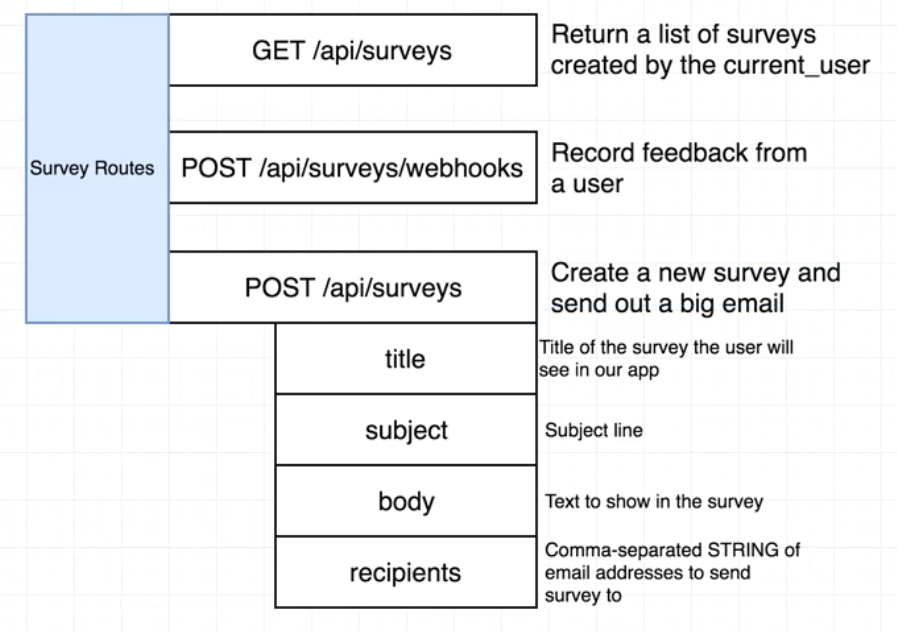 GET /api/surveys
Return a list of surveys
created by the current_user
Survey Routes
POST /api/surveys/webhooks
Record feedback from
a user
POST /api/surveys
Create a new survey and
send out a big email
title
Title of the survey the user will
see in our app
subject
Subject line
body
Text to show in the survey
recipients
Comma-separated STRING of
email addresses to send
survey to